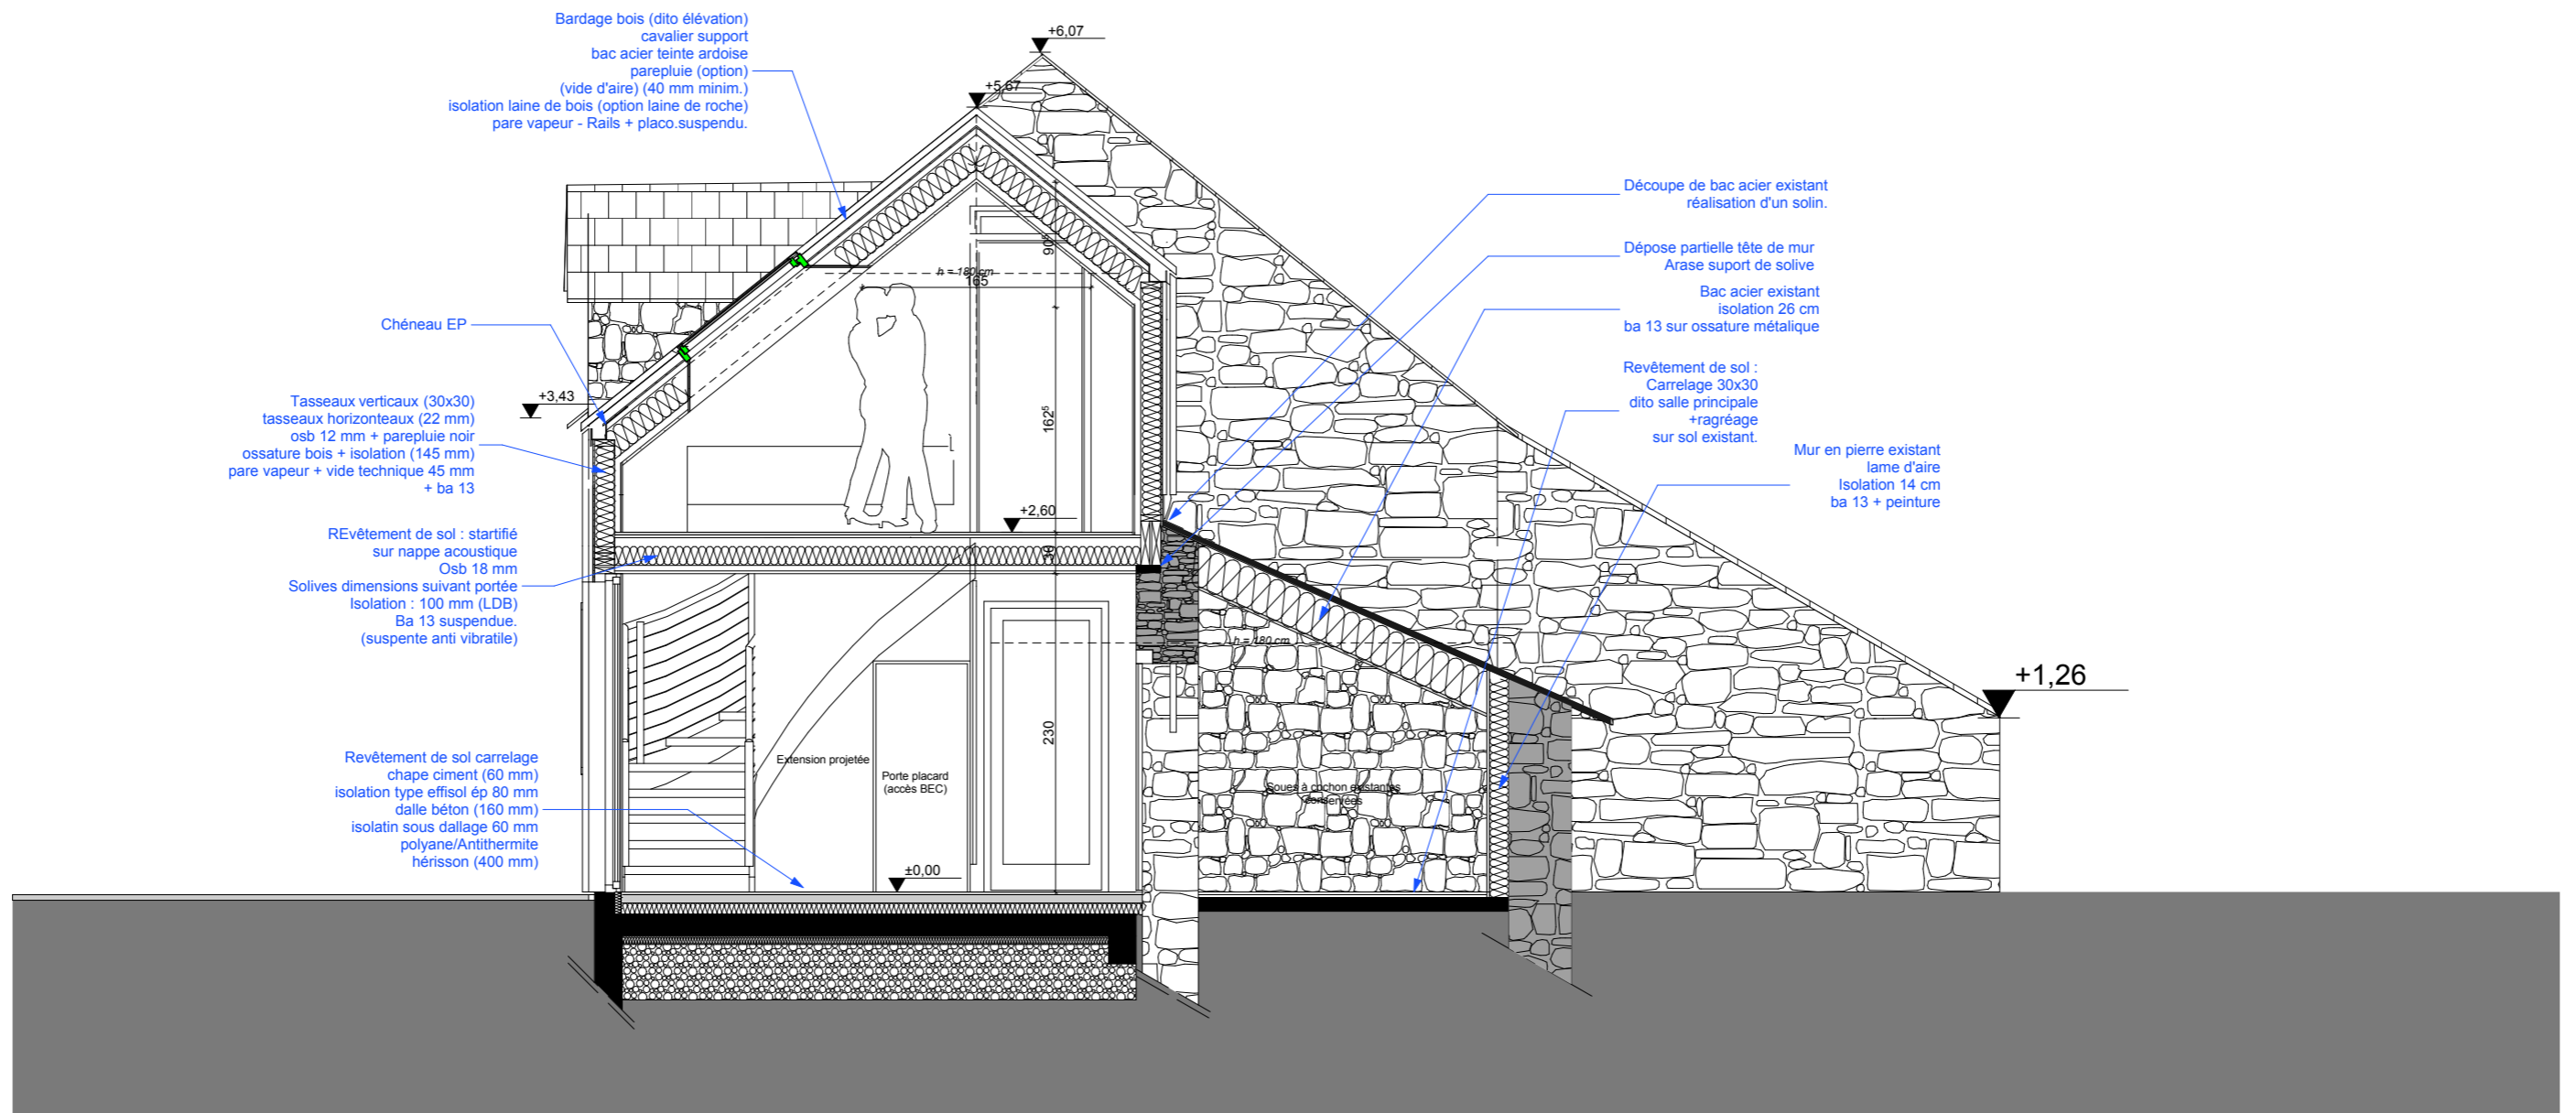 Bardage bois (dito élévation)
cavalier support
bac acier teinte ardoise
parepluie (option)
(vide d'aire) (40 mm minim.)
isolation laine de bois (option laine de roche)
pare vapeur - Rails + placo.suspendu.
+6,07
+5,67
Découpe de bac acier existant
réalisation d'un solin.
Dépose partielle tête de mur
Arase suport de solive
Bac acier existant
isolation 26 cm
ba 13 sur ossature métalique
Revêtement de sol :
Carrelage 30x30
dito salle principale
+ragréage
sur sol existant.
Mur en pierre existant
lame d'aire
Isolation 14 cm
ba 13 + peinture
Chéneau EP
+3,43
Tasseaux verticaux (30x30)
tasseaux horizonteaux (22 mm)
osb 12 mm + parepluie noir
ossature bois + isolation (145 mm)
pare vapeur + vide technique 45 mm
+ ba 13
90⁵
h = 180 cm
165
162⁵
+2,60
30
REvêtement de sol : startifié
sur nappe acoustique
Osb 18 mm
Solives dimensions suivant portée
Isolation : 100 mm (LDB)
Ba 13 suspendue.
(suspente anti vibratile)
h = 180 cm
+1,26
230
Extension projetée
Porte placard
(accès BEC)
Soues à cochon existantes
conservées
Revêtement de sol carrelage
chape ciment (60 mm)
isolation type effisol ép 80 mm
dalle béton (160 mm)
isolatin sous dallage 60 mm
polyane/Antithermite
hérisson (400 mm)
±0,00